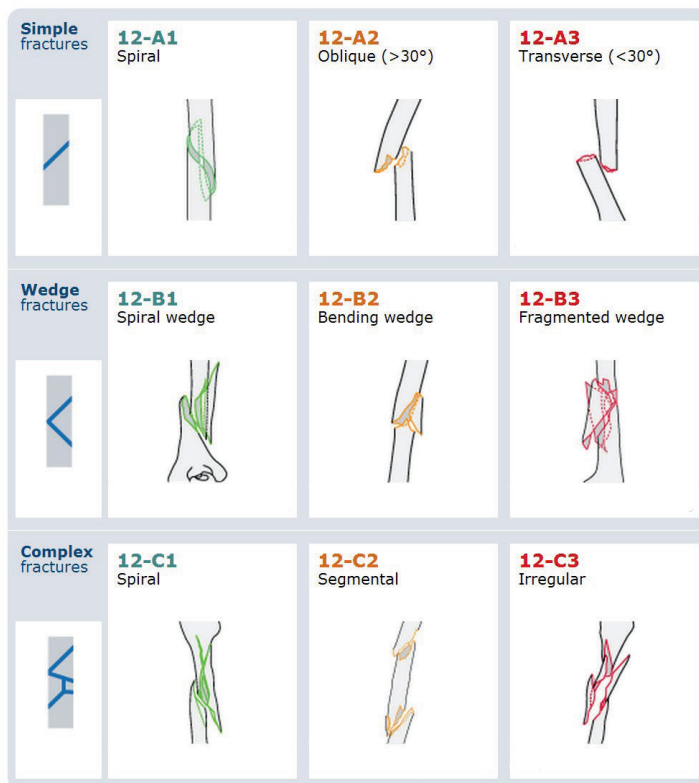 Simple
fractures
12-A1
Spiral
12-A2
Oblique (>30°)
12-A3
Transverse (<30°)
Wedge
fractures
12-B1
Spiral wedge
12-B2
Bending wedge
12-B3
Fragmented wedge
Complex
fractures
12-C1
Spiral
12-C2
Segmental
12-C3
Irregular